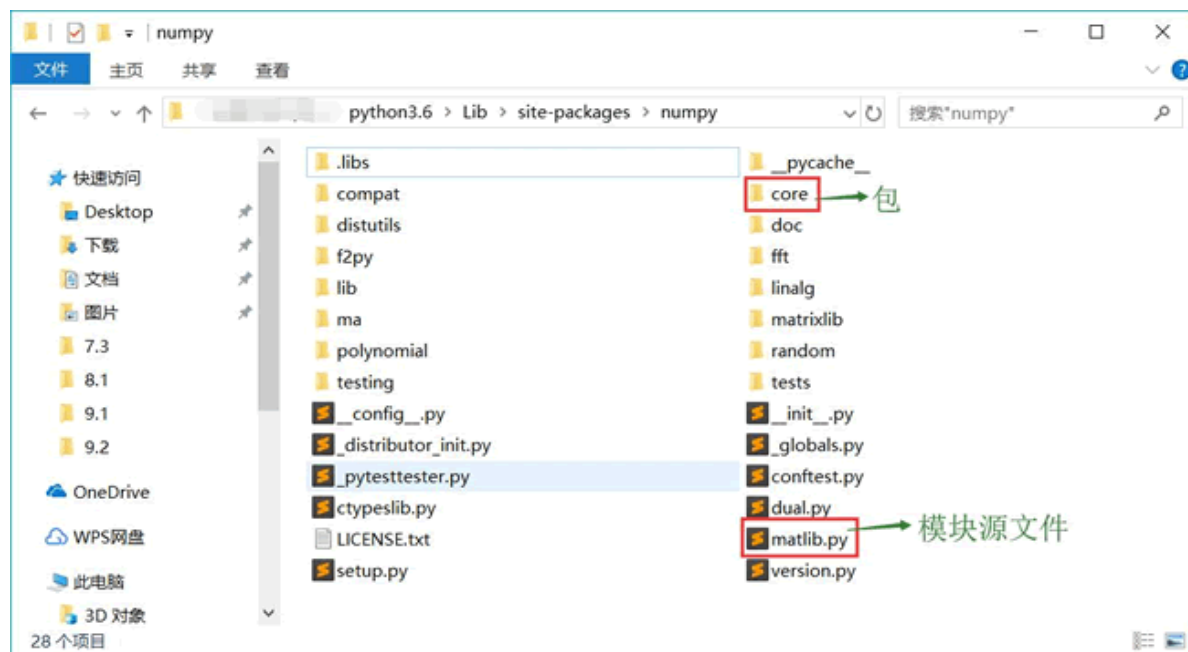 numpy
文件 主页 共享 查看
python3.6 > Lib > site-packages > numpy
搜索"numpy"
快速访问
Desktop
下载
文档
图片
7.3
8.1
9.1
9.2
OneDrive
WPS网盘
此电脑
3D 对象
.libs
compat
distutils
f2py
lib
ma
polynomial
testing
__config__.py
_distributor_init.py
_pytesttester.py
ctypeslib.py
LICENSE.txt
setup.py
__pycache__
core 包
doc
fft
linalg
matrixlib
random
tests
__init__.py
_globals.py
conftest.py
dual.py
matlib.py 模块源文件
version.py
28 个项目